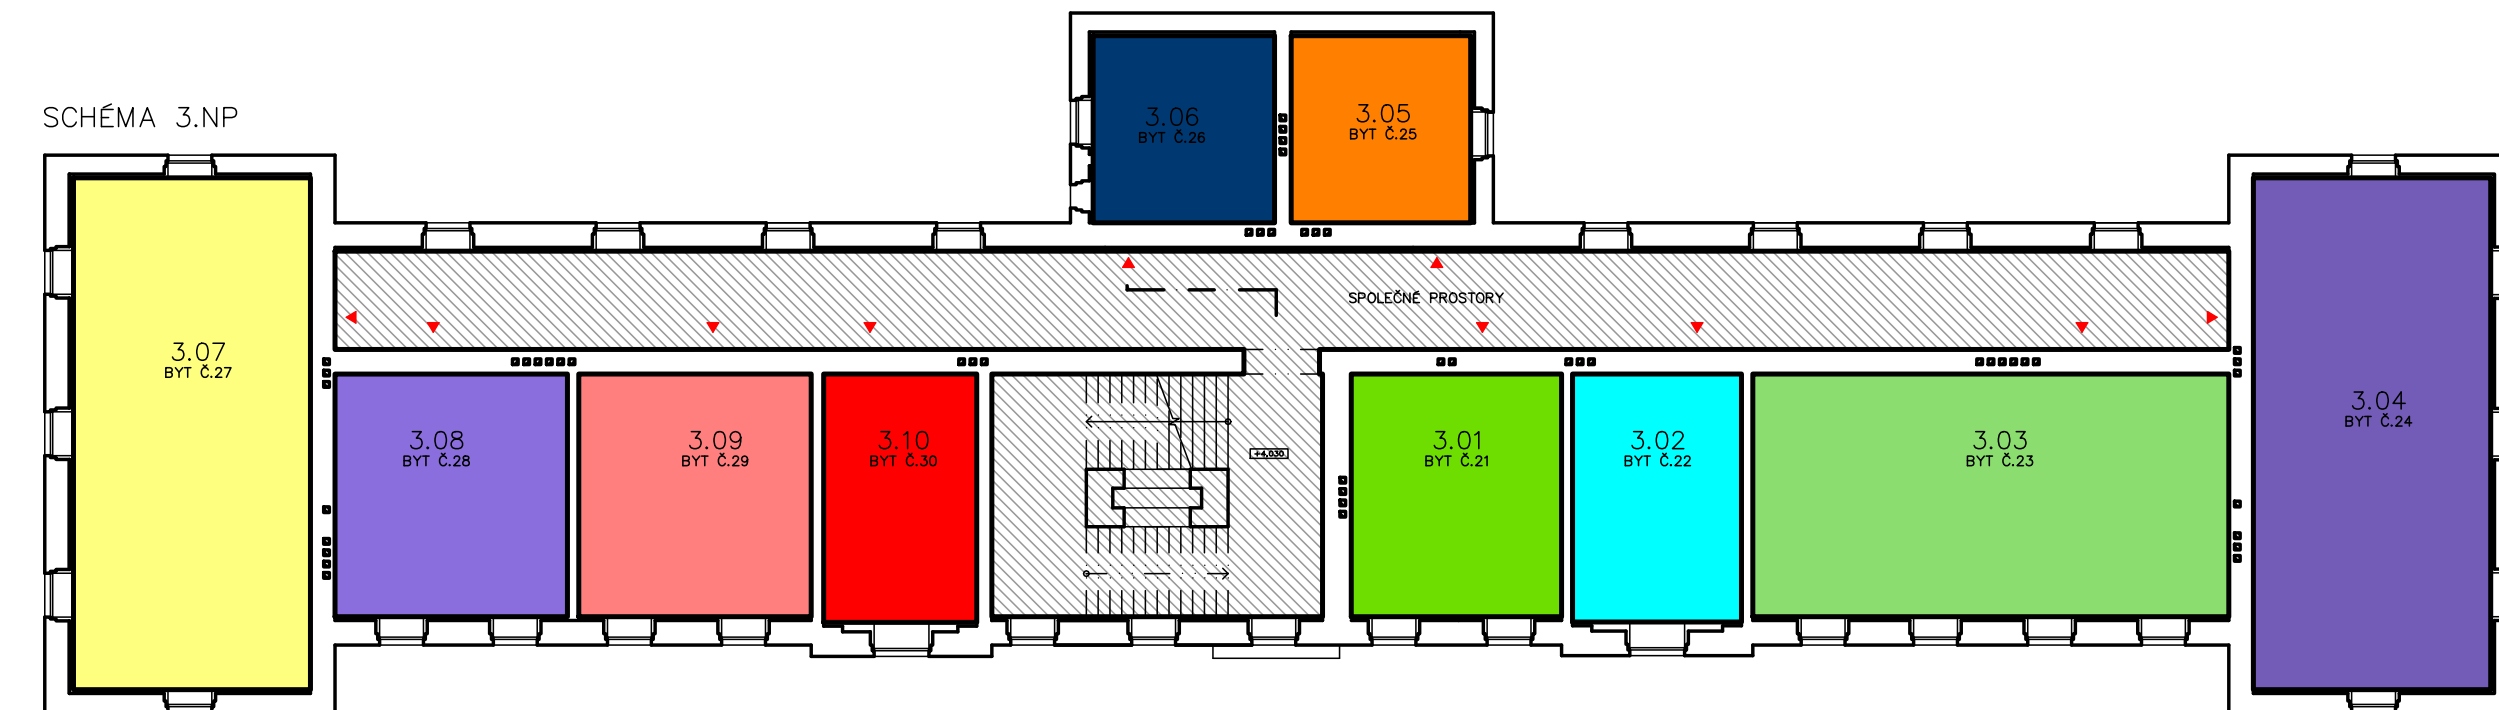 SCHÉMA 3.NP
3.06
BYT Č.26
3.05
BYT Č.25
SPOLEČNÉ PROSTORY
3.07
BYT Č.27
3.04
BYT Č.24
3.08
BYT Č.28
3.09
BYT Č.29
3.10
BYT Č.30
+4,030
3.01
BYT Č.21
3.02
BYT Č.22
3.03
BYT Č.23